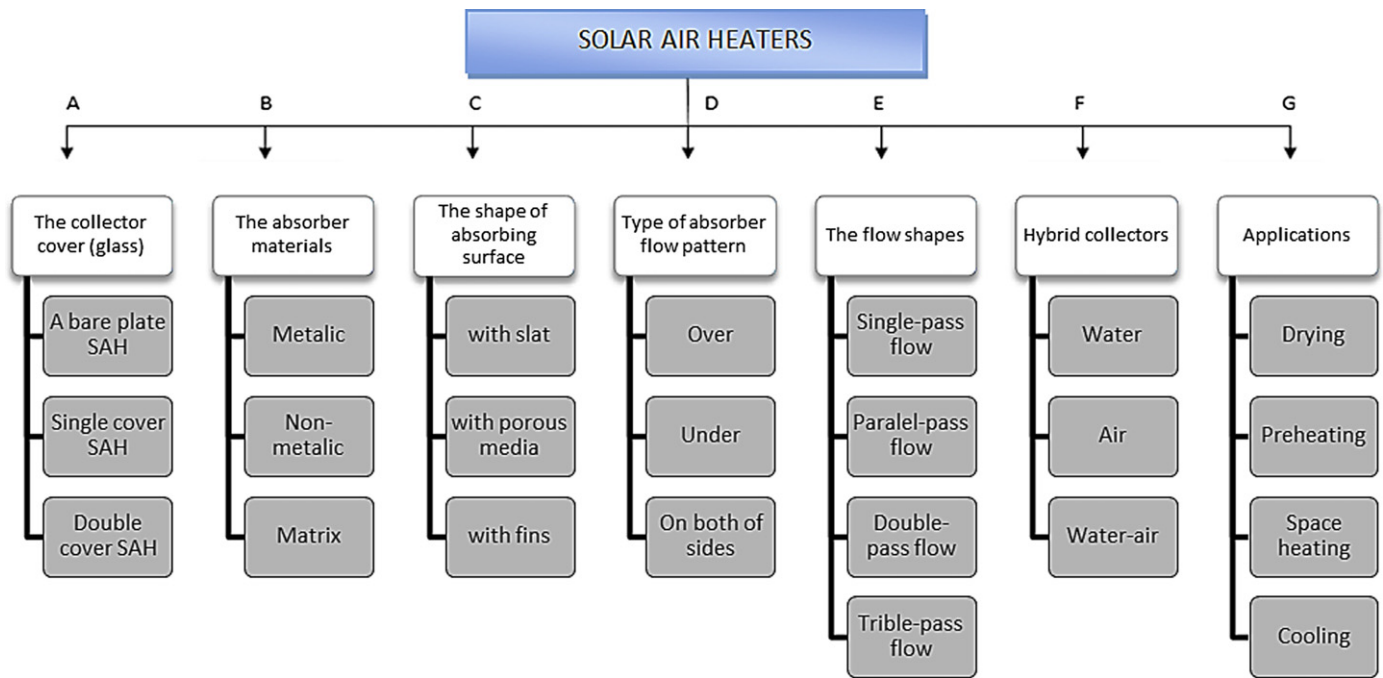 SOLAR AIR HEATERS
A
B
C
D
E
F
G
The collector
cover (glass)
A bare plate
SAH
Single cover
SAH
Double
cover SAH
The absorber
materials
Metalic
Non-
metalic
Matrix
The shape of
absorbing
surface
with slat
with porous
media
with fins
Type of absorber
flow pattern
Over
Under
On both of
sides
The flow shapes
Single-pass
flow
Paralel-pass
flow
Double-
pass flow
Trible-pass
flow
Hybrid collectors
Water
Air
Water-air
Applications
Drying
Preheating
Space
heating
Cooling